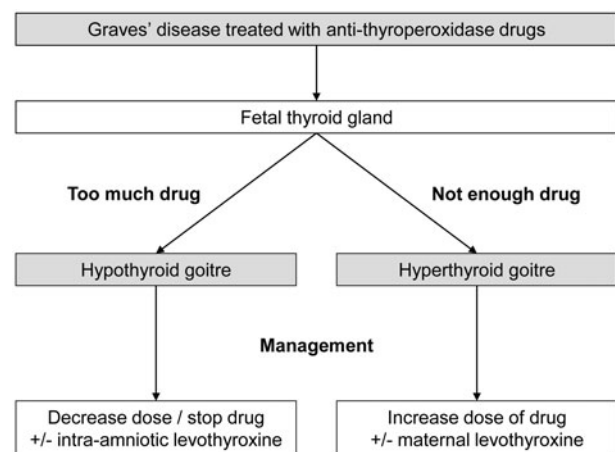 Graves' disease treated with anti-thyroperoxidase drugs
Fetal thyroid gland
Too much drug
Not enough drug
Hypothyroid goitre
Hyperthyroid goitre
Management
Decrease dose / stop drug
+/- intra-amniotic levothyroxine
Increase dose of drug
+/- maternal levothyroxine